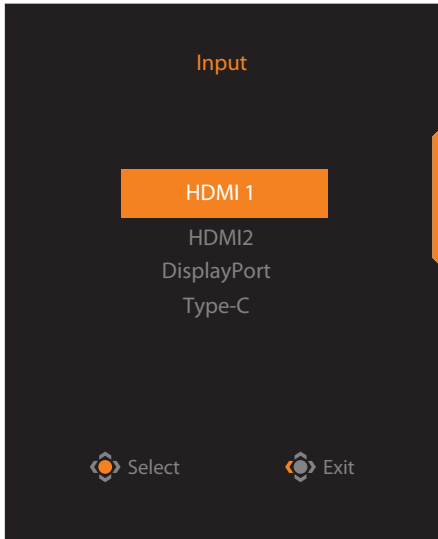 Input
HDMI 1
HDMI2
DisplayPort
Type-C
Select Exit